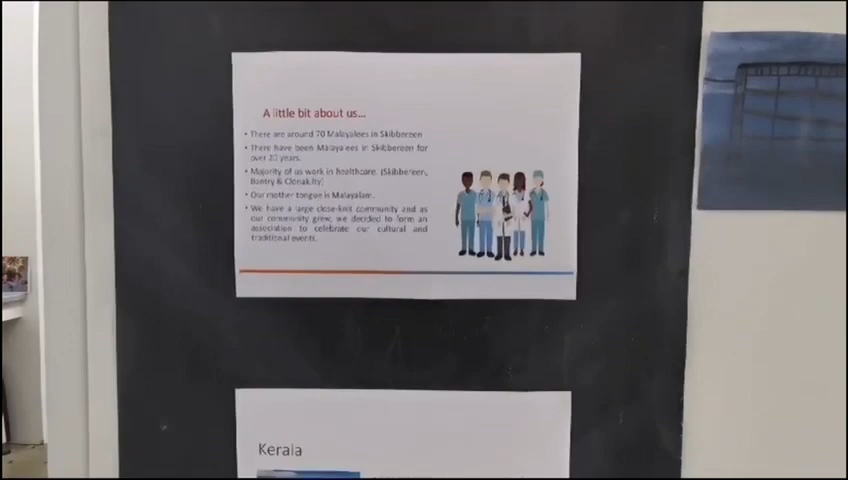 A little bit about us...
• There are around 70 Malayalees in Skibbereen
• There have been Malayalees in Skibbereen for
over 20 years.
• Majority of us work in healthcare. (Skibbereen,
Bantry & Clonakilty)
• Our mother tongue is Malayalam.
• We have a large close-knit community and as
our community grew, we decided to form an
association to celebrate our cultural and
traditional events.
Kerala